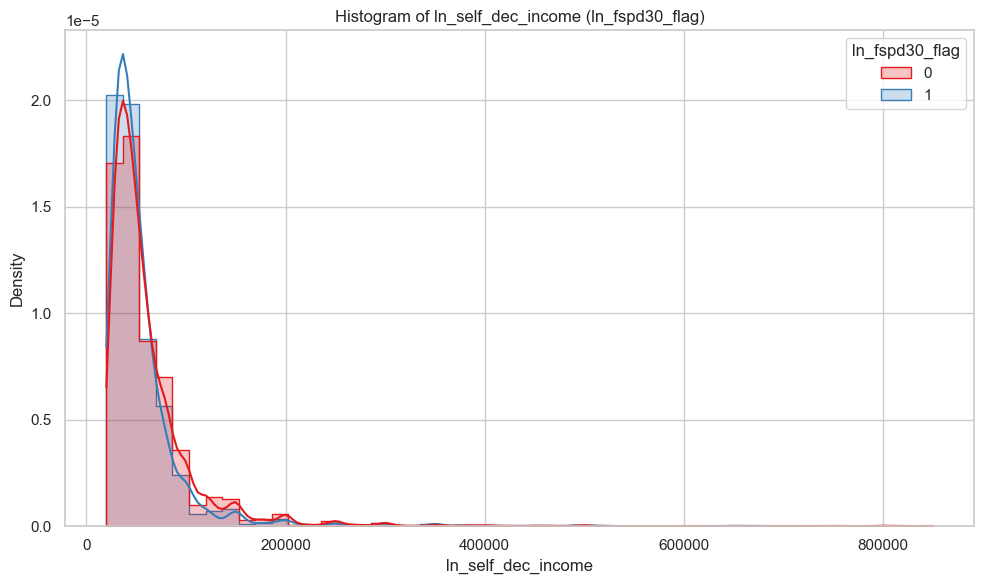 Histogram of ln_self_dec_income (ln_fspd30_flag)
1e−5
ln_fspd30_flag
0
1
2.0
1.5
1.0
0.5
0.0
Density
0
200000
400000
600000
800000
ln_self_dec_income